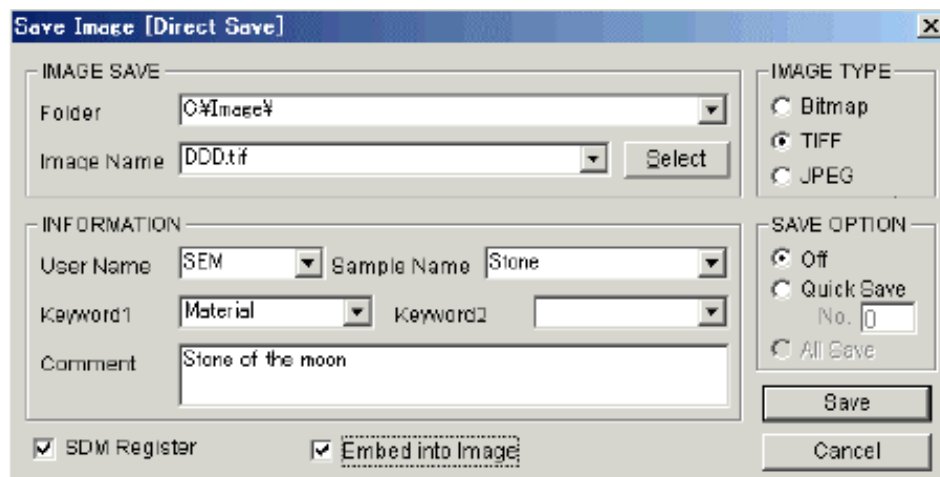 Save Image [Direct Save]
IMAGE SAVE
Folder
C:¥Image¥
Image Name
DDD.tif
Select
IMAGE TYPE
Bitmap
TIFF
JPEG
INFORMATION
User Name
SEM
Sample Name
Stone
Keyword1
Material
Keyword2
Comment
Stone of the moon
SAVE OPTION
Off
Quick Save
No. 0
All Save
Save
Cancel
SDM Register
Embed into Image